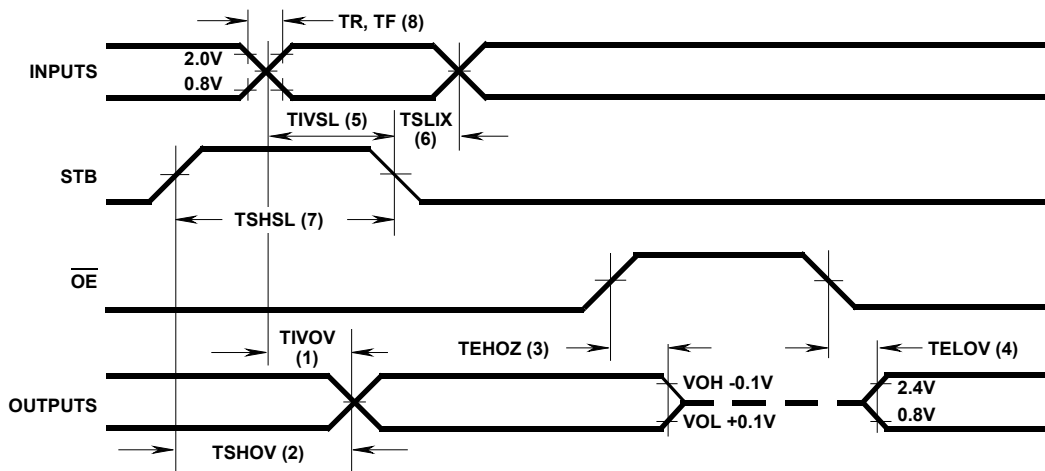 TR, TF (8)
INPUTS
2.0V
0.8V
TIVSL (5)
TSLIX
(6)
STB
TSHSL (7)
OE
TIVOV
(1)
TEHOZ (3)
TELOV (4)
OUTPUTS
VOH -0.1V
VOL +0.1V
2.4V
0.8V
TSHOV (2)